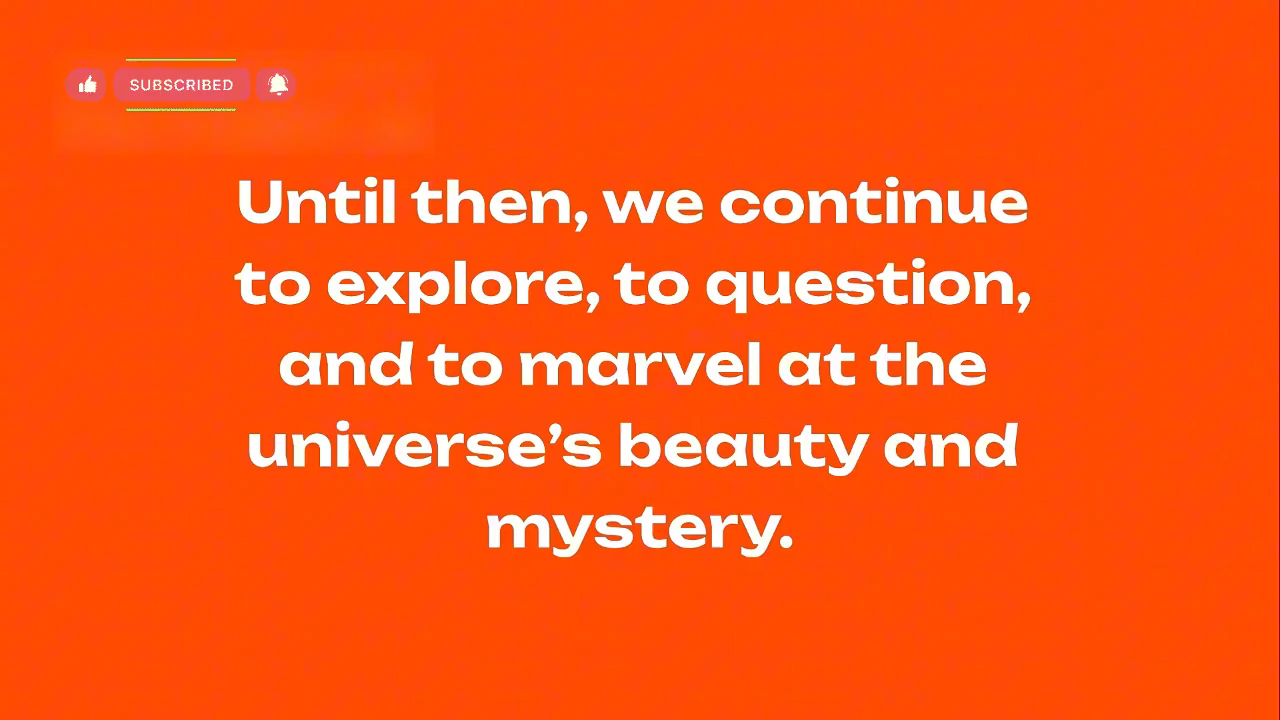 SUBSCRIBED
Until then, we continue
to explore, to question,
and to marvel at the
universe’s beauty and
mystery.